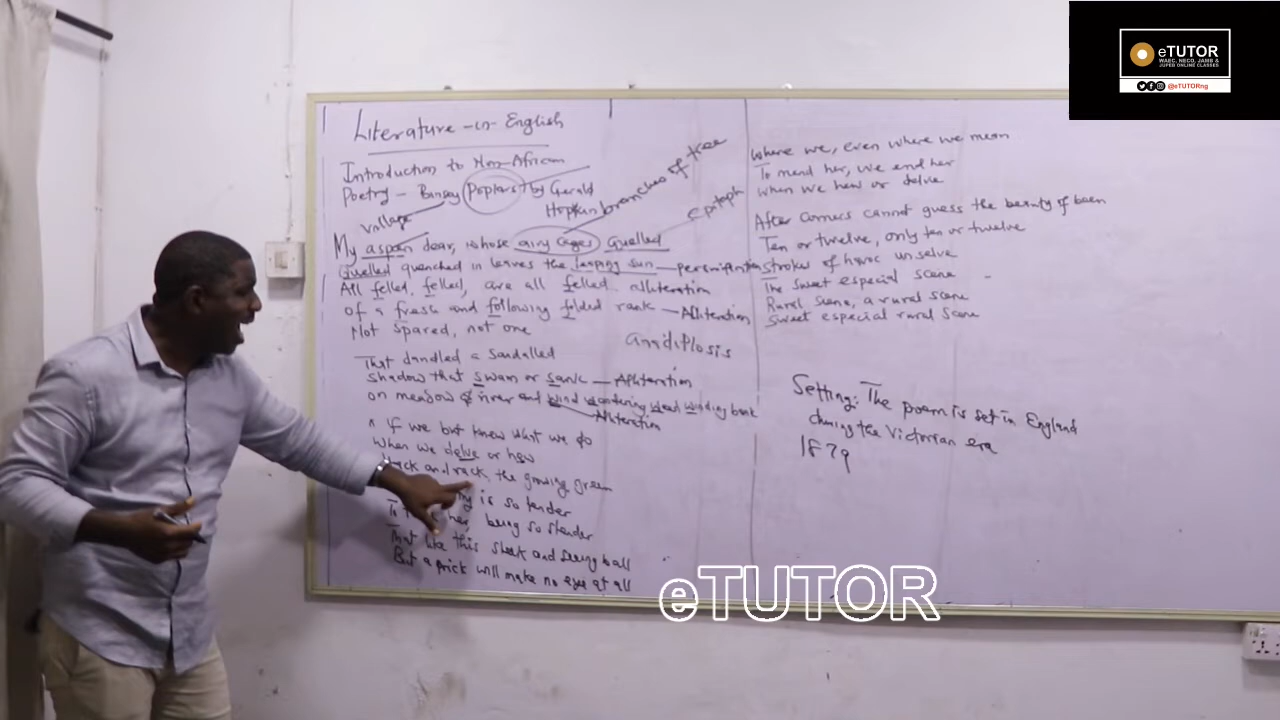 eTUTOR
WAEC, NECO, JAMB &
JUPEB ONLINE CLASSES
@eTUTORng
Literature-in-English
Introduction to Non-African
Poetry - Binsey Poplars by Gerald
Hopkin
village
branches of tree
epitaph
My aspen dear, whose airy cages quelled
Quelled quenched in leaves the leaping sun - personification
All felled, felled, are all felled Alliteration
of a fresh and following folded rank - Alliteration
Not Spared, not one
anadiplosis
That dandled a sandalled
Shadow that swam or sank - Alliteration
on meadow & river and wind wandering weed winding bank
Alliteration
If we but knew what we do
when we delve or hew
Hack and rack, the growing green
is so tender
To her, being so slender
That like this sleek and seeing ball
But a prick will make no eye at all
Where we, even where we mean
To mend her, we end her
When we hew or delve
After comers cannot guess the beauty of been
Ten or twelve, only ten or twelve
Strokes of havoc unselve
The sweet especial scene
Rural scene, a rural scene
Sweet especial rural scene
Setting: The poem is set in England
during the Victorian era
1879
eTUTOR